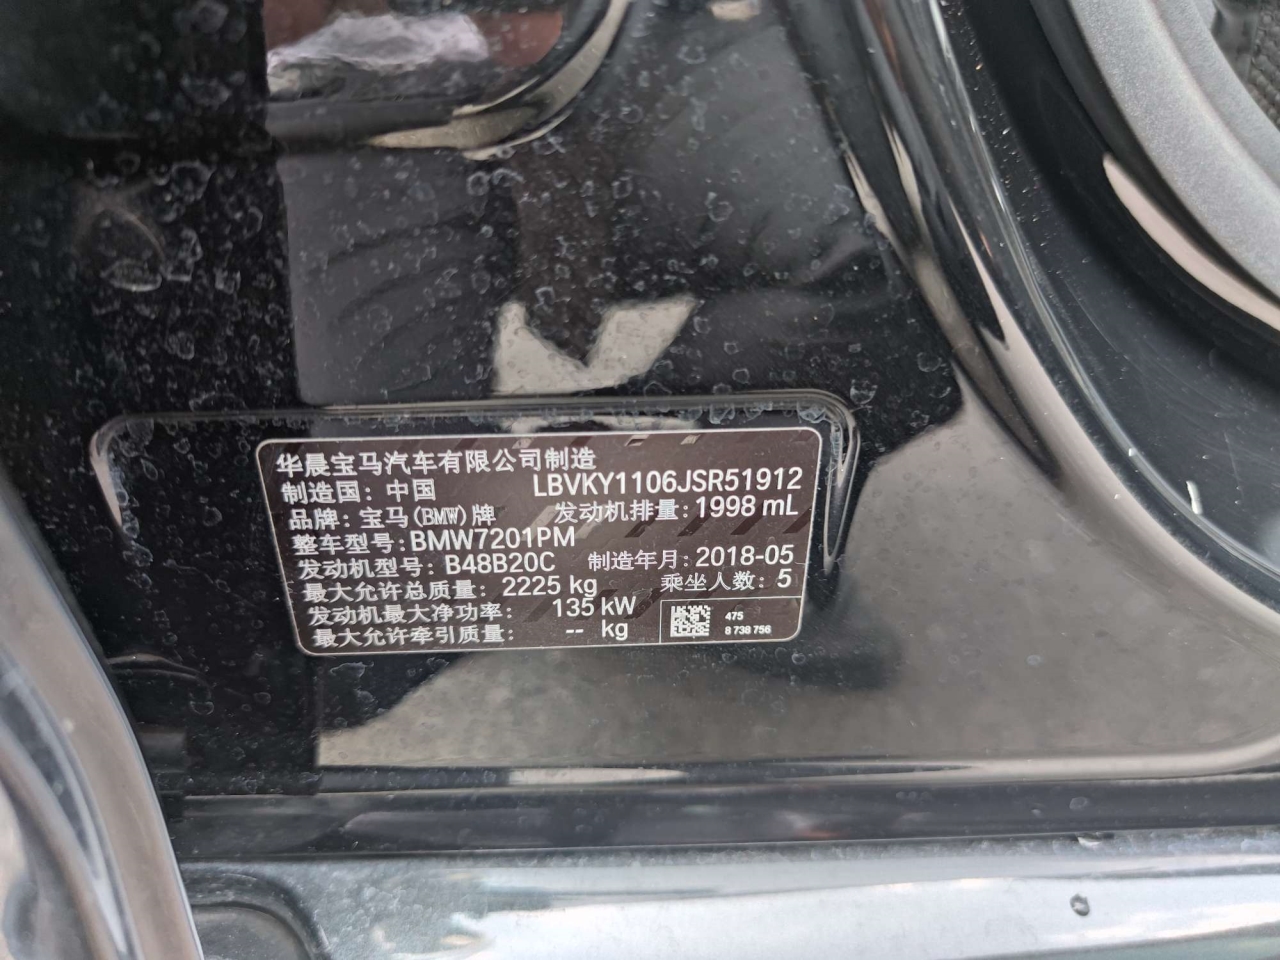 华晨宝马汽车有限公司制造
制造国: 中国 LBVKY1106JSR51912
品牌: 宝马(BMW)牌 发动机排量: 1998 mL
整车型号: BMW7201PM
发动机型号: B48B20C 制造年月: 2018-05
最大允许总质量: 2225 kg 乘坐人数: 5
发动机最大净功率: 135 kW
最大允许牵引质量: -- kg
475
8 738 756